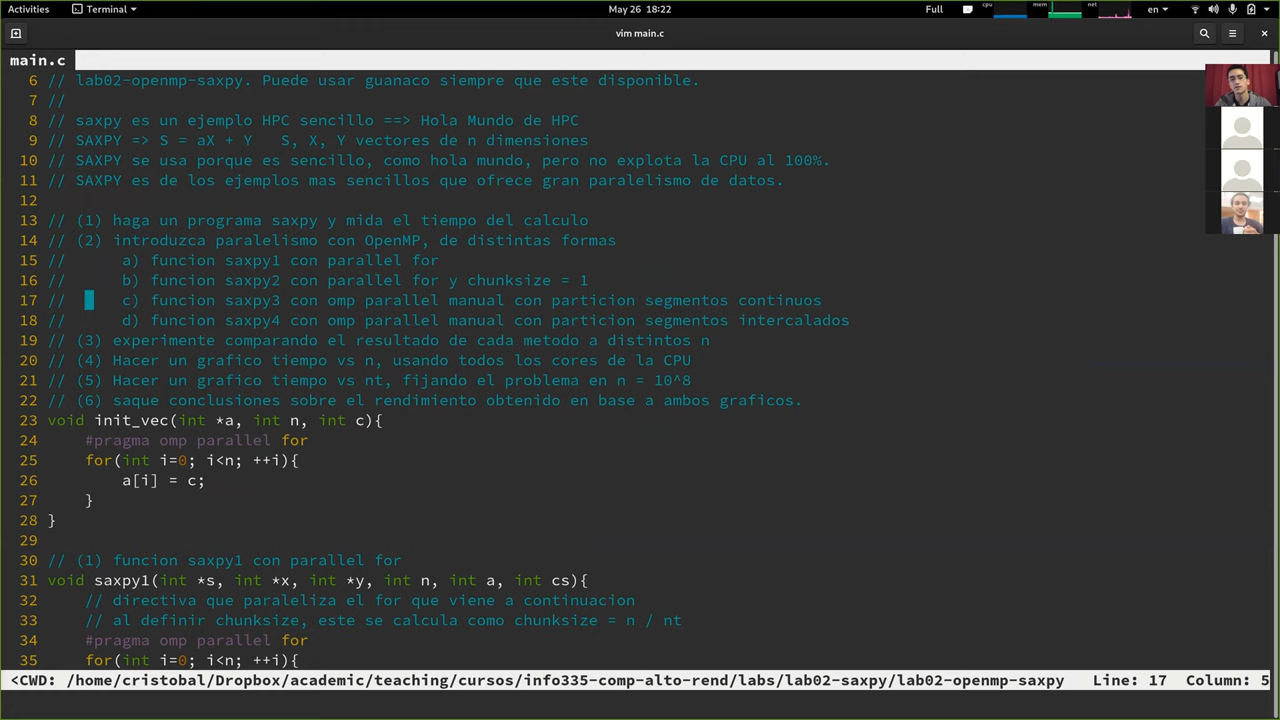 Activities Terminal May 26 18:22 Full cpu mem net en
vim main.c
main.c
6 // lab02-openmp-saxpy. Puede usar guanaco siempre que este disponible.
7 //
8 // saxpy es un ejemplo HPC sencillo ==> Hola Mundo de HPC
9 // SAXPY => S = aX + Y   S, X, Y vectores de n dimensiones
10 // SAXPY se usa porque es sencillo, como hola mundo, pero no explota la CPU al 100%.
11 // SAXPY es de los ejemplos mas sencillos que ofrece gran paralelismo de datos.
12
13 // (1) haga un programa saxpy y mida el tiempo del calculo
14 // (2) introduzca paralelismo con OpenMP, de distintas formas
15 //      a) funcion saxpy1 con parallel for
16 //      b) funcion saxpy2 con parallel for y chunksize = 1
17 //      c) funcion saxpy3 con omp parallel manual con particion segmentos continuos
18 //      d) funcion saxpy4 con omp parallel manual con particion segmentos intercalados
19 // (3) experimente comparando el resultado de cada metodo a distintos n
20 // (4) Hacer un grafico tiempo vs n, usando todos los cores de la CPU
21 // (5) Hacer un grafico tiempo vs nt, fijando el problema en n = 10^8
22 // (6) saque conclusiones sobre el rendimiento obtenido en base a ambos graficos.
23 void init_vec(int *a, int n, int c){
24     #pragma omp parallel for
25     for(int i=0; i<n; ++i){
26         a[i] = c;
27     }
28 }
29
30 // (1) funcion saxpy1 con parallel for
31 void saxpy1(int *s, int *x, int *y, int n, int a, int cs){
32     // directiva que paraleliza el for que viene a continuacion
33     // al definir chunksize, este se calcula como chunksize = n / nt
34     #pragma omp parallel for
35     for(int i=0; i<n; ++i){
<CWD: /home/cristobal/Dropbox/academic/teaching/cursos/info335-comp-alto-rend/labs/lab02-saxpy/lab02-openmp-saxpy   Line: 17   Column: 5